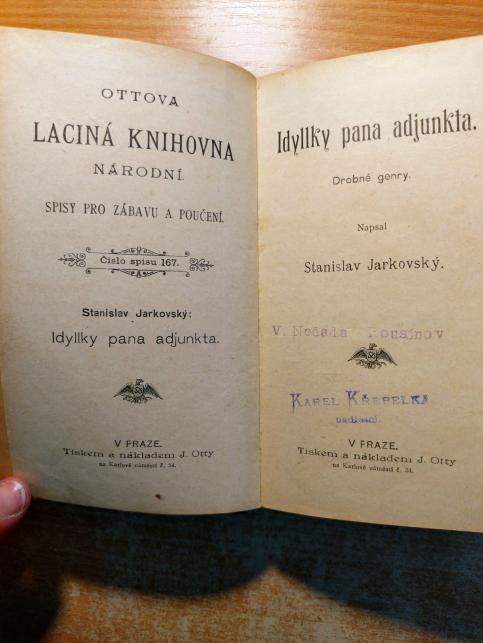 OTTOVA
LACINÁ KNIHOVNA
NÁRODNÍ.
SPISY PRO ZÁBAVU A POUČENÍ.
Číslo spisu 167.
Stanislav Jarkovský:
Idyllky pana adjunkta.
V PRAZE.
Tiskem a nákladem J. Otty
na Karlově náměstí č. 34.
Idyllky pana adjunkta.
Drobné genry.
Napsal
Stanislav Jarkovský.
V. Nečada Rousínov
KAREL KŘEPELKA
V PRAZE.
Tiskem a nákladem J. Otty
na Karlově náměstí č. 34.